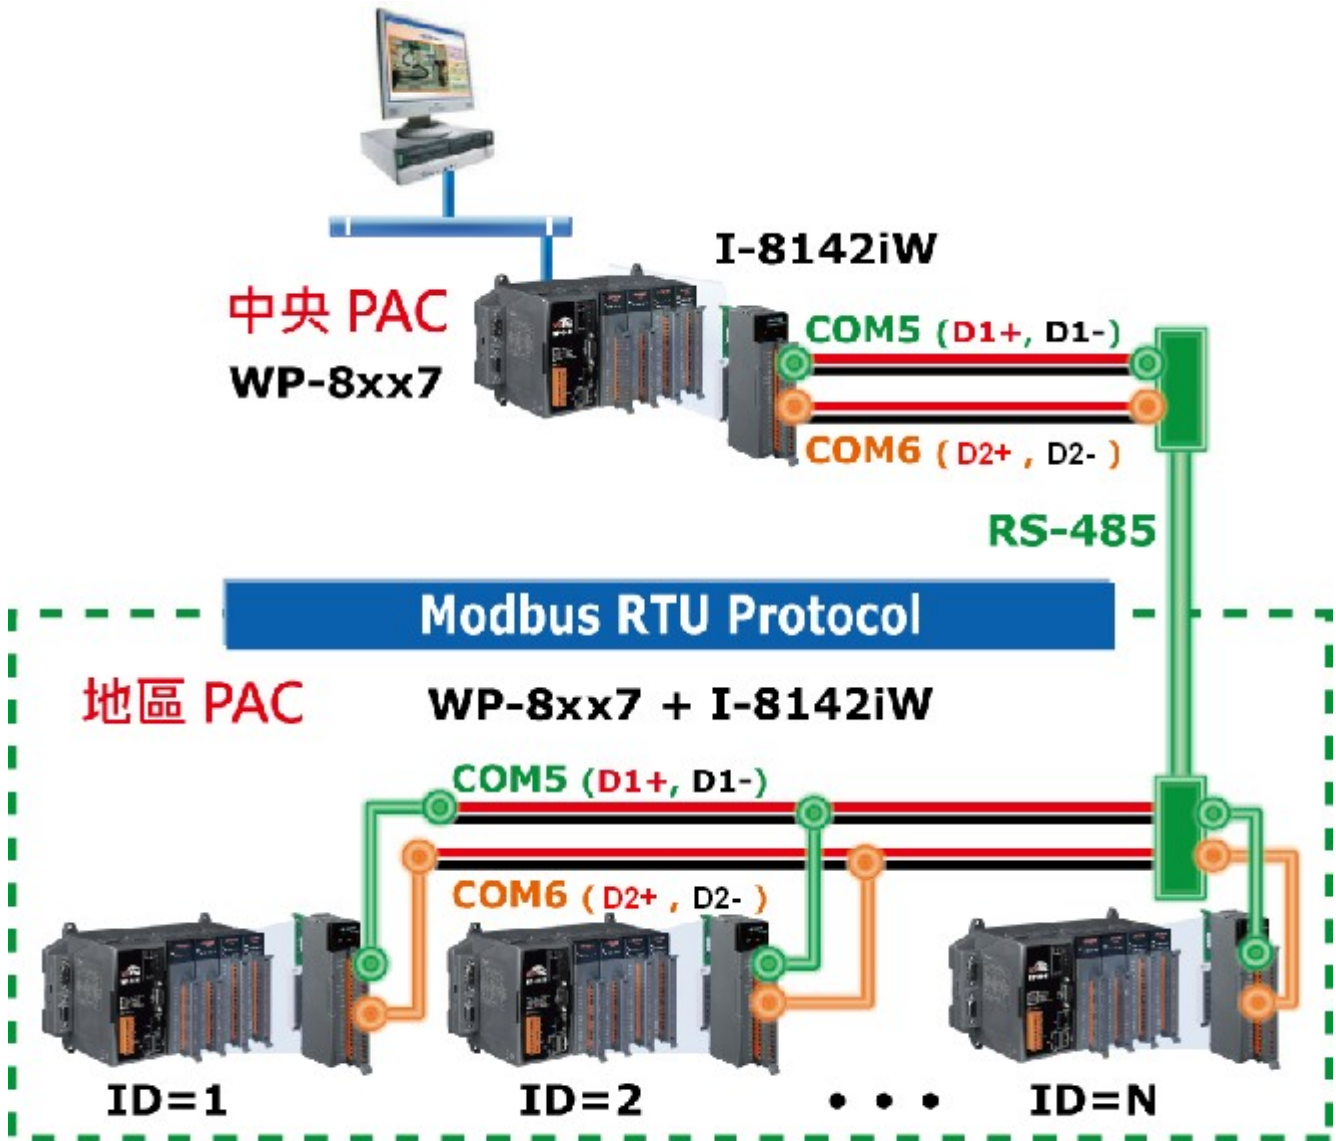 I-8142iW
中央 PAC
WP-8xx7
COM5 (D1+, D1-)
COM6 ( D2+ , D2- )
RS-485
Modbus RTU Protocol
地區 PAC
WP-8xx7 + I-8142iW
COM5 (D1+, D1-)
COM6 ( D2+ , D2- )
ID=1
ID=2
• • •
ID=N